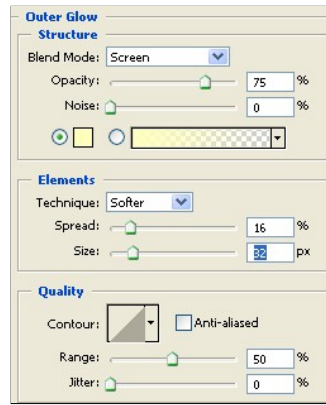 Outer Glow
Structure
Blend Mode: Screen
Opacity: 75 %
Noise: 0 %
Elements
Technique: Softer
Spread: 16 %
Size: 32 px
Quality
Contour: Anti-aliased
Range: 50 %
Jitter: 0 %